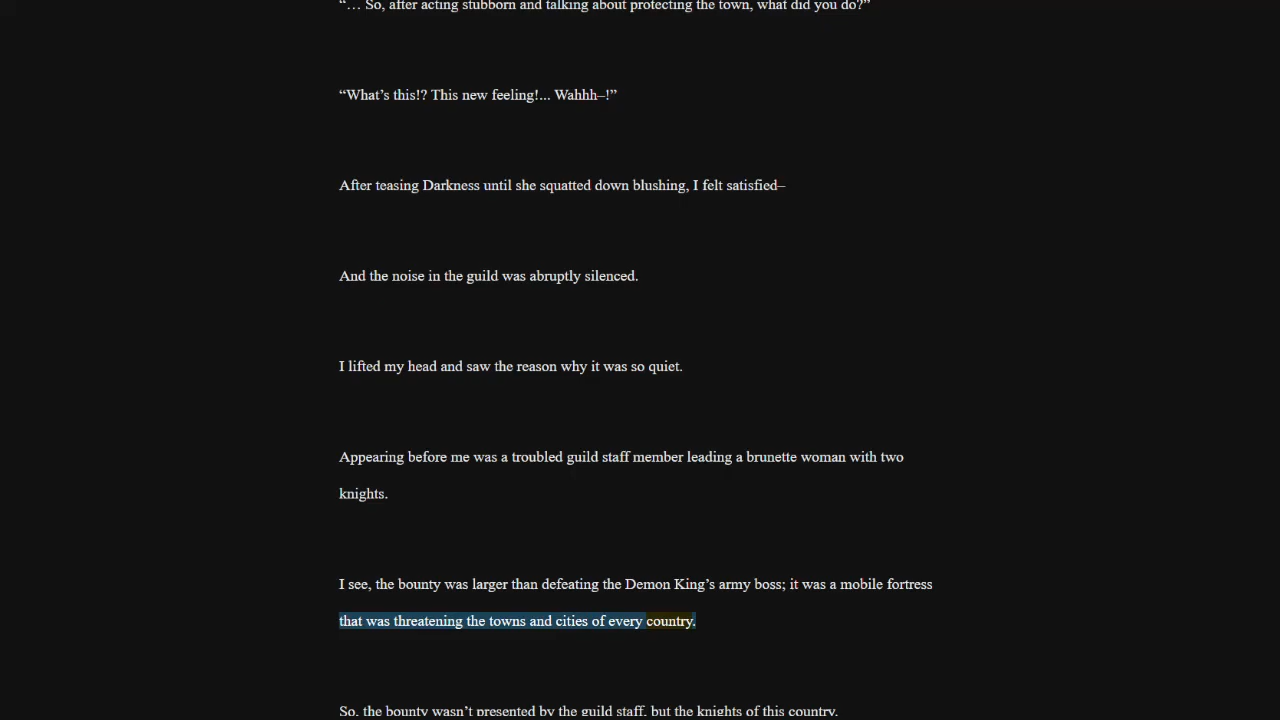 “… So, after acting stubborn and talking about protecting the town, what did you do?”
“What’s this!? This new feeling!... Wahhh–!”
After teasing Darkness until she squatted down blushing, I felt satisfied–
And the noise in the guild was abruptly silenced.
I lifted my head and saw the reason why it was so quiet.
Appearing before me was a troubled guild staff member leading a brunette woman with two
knights.
I see, the bounty was larger than defeating the Demon King’s army boss; it was a mobile fortress
that was threatening the towns and cities of every country.
So, the bounty wasn’t presented by the guild staff, but the knights of this country.